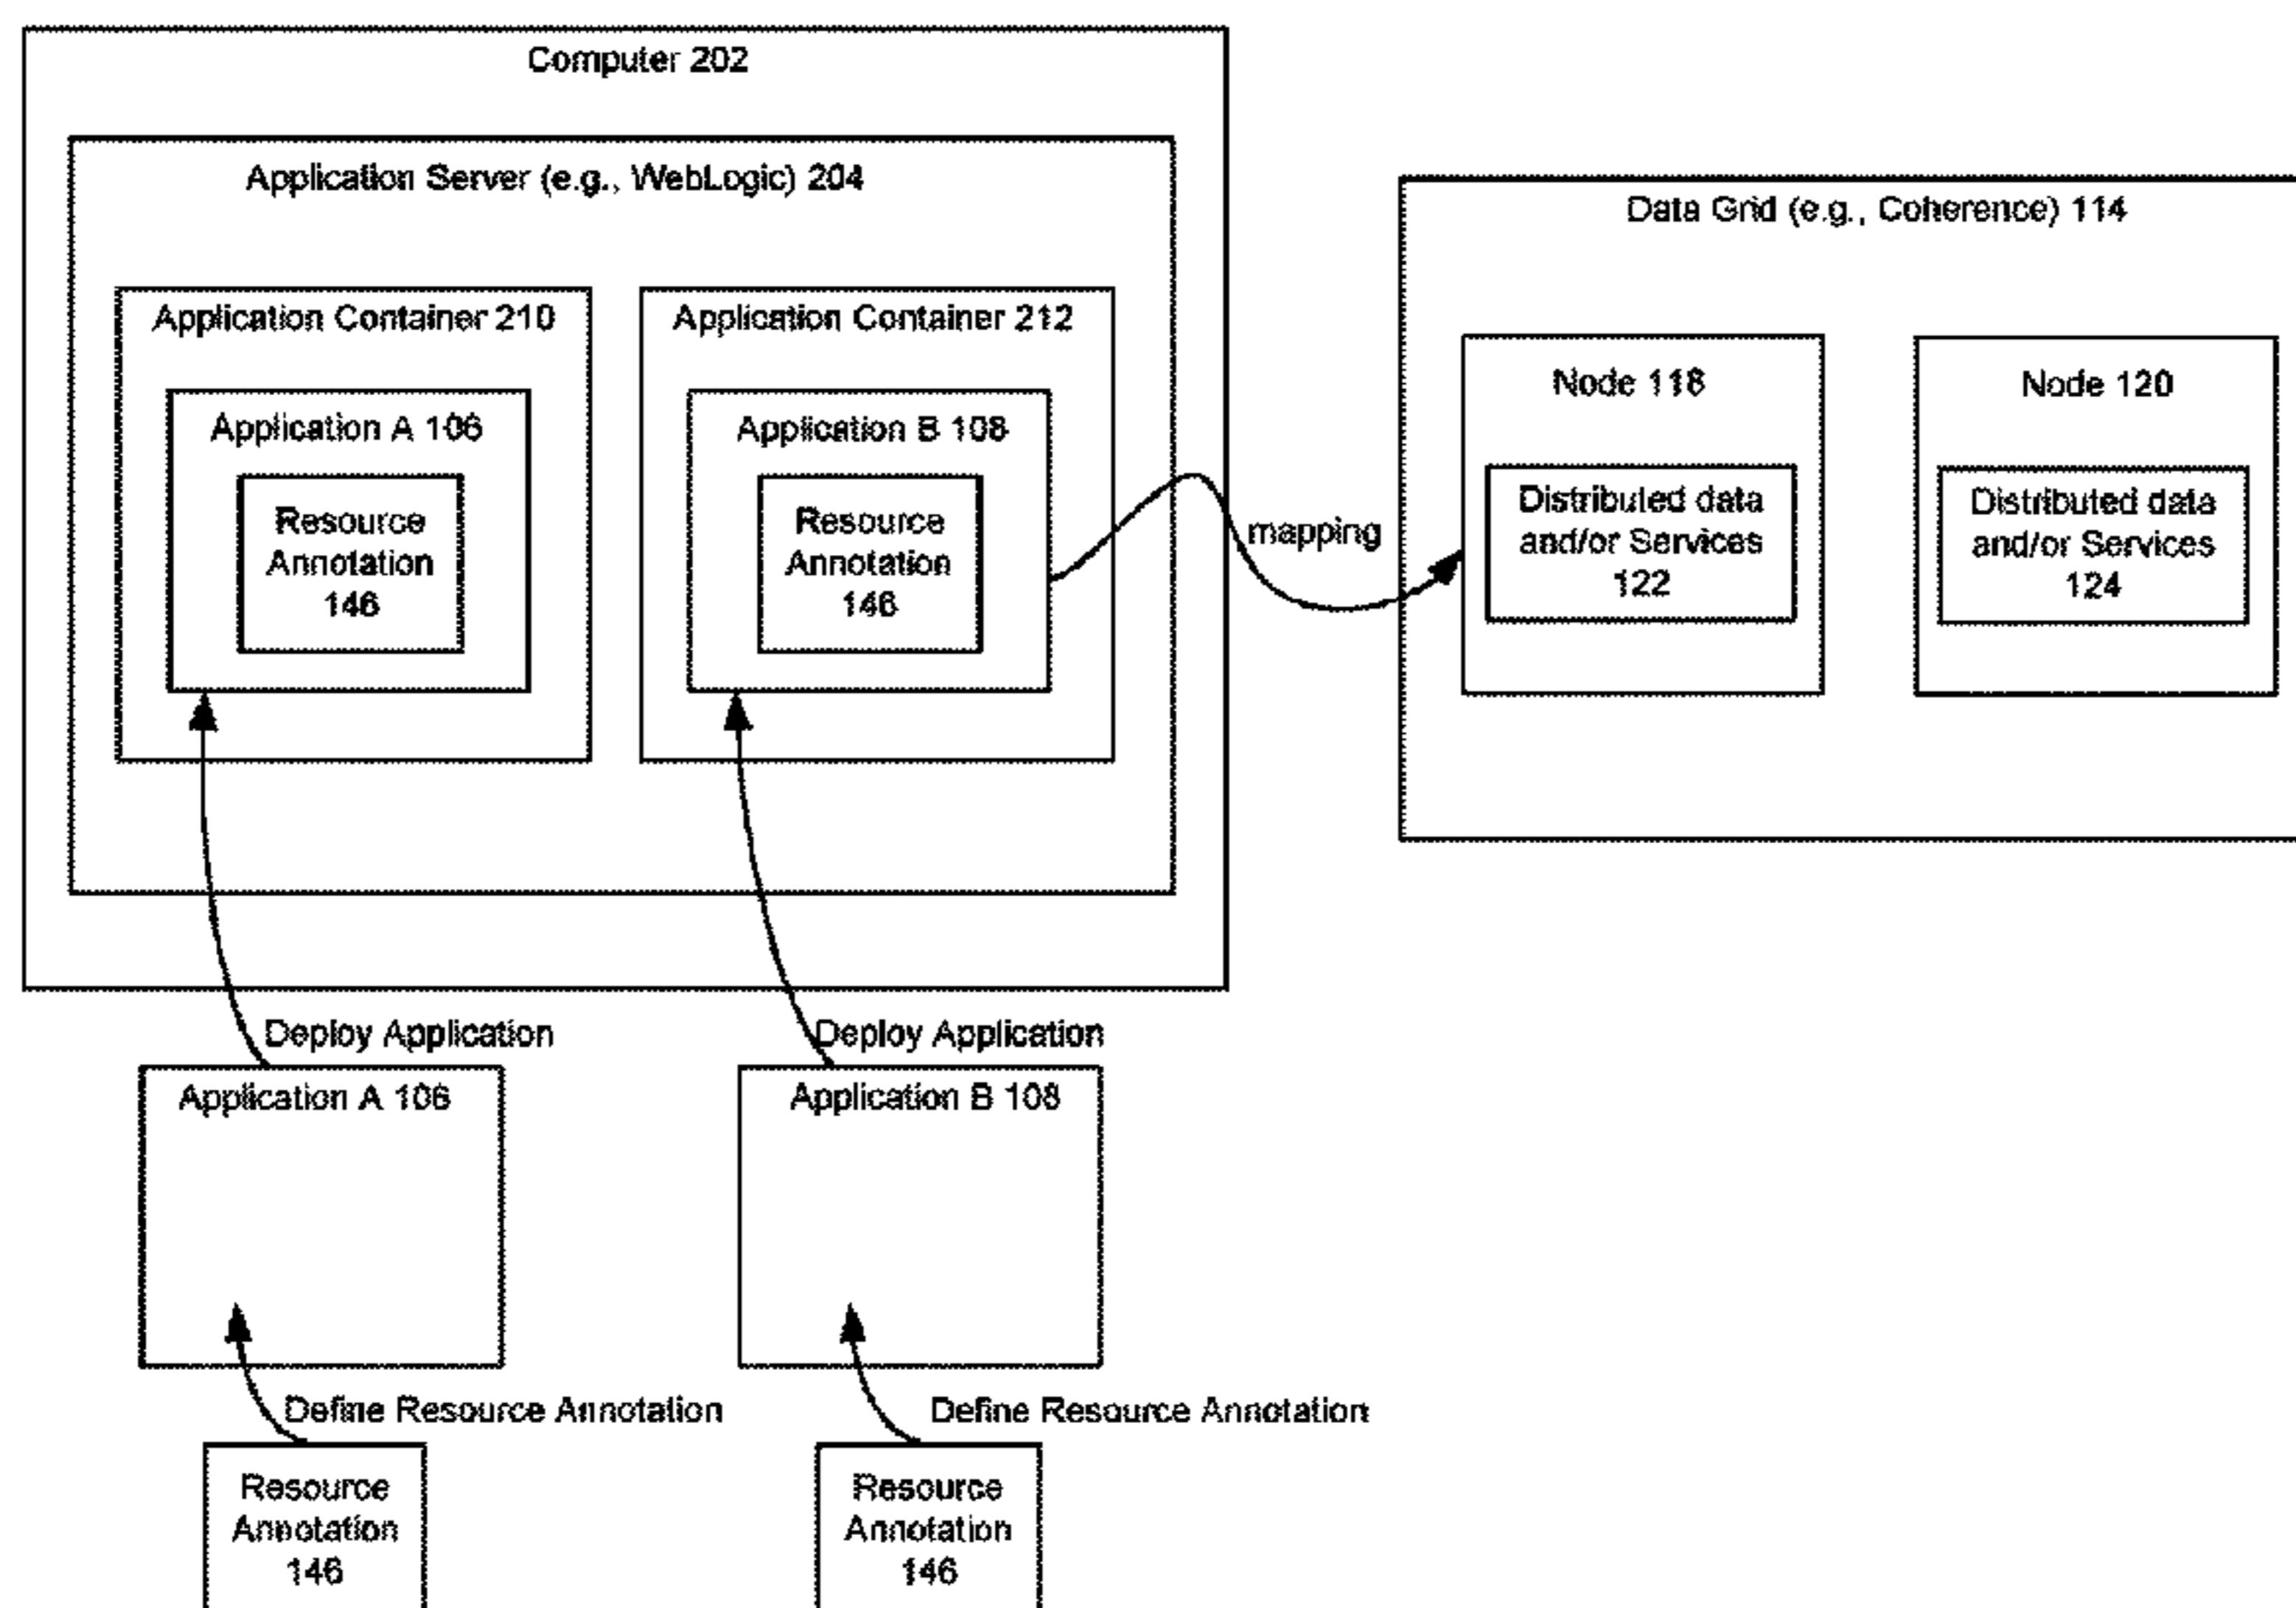 Computer 202
Application Server (e.g., WebLogic) 204
Data Grid (e.g., Coherence) 114
Application Container 210
Application Container 212
Node 118
Node 120
Application A 106
Application B 108
Resource
Annotation
146
Resource
Annotation
146
mapping
Distributed data
and/or Services
122
Distributed data
and/or Services
124
Deploy Application
Deploy Application
Application A 106
Application B 108
Define Resource Annotation
Define Resource Annotation
Resource
Annotation
146
Resource
Annotation
146